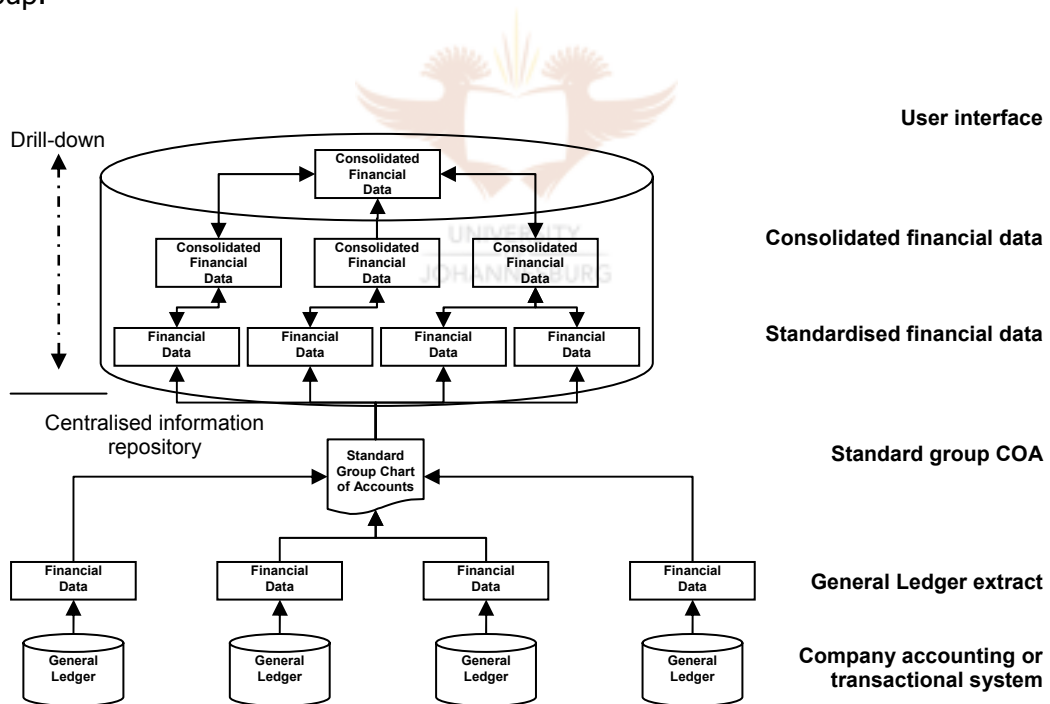 oup.
User interface
Drill-down
Consolidated
Financial
Data
UNIVERSITY
JOHANNESBURG
Consolidated
Financial
Data
Consolidated
Financial
Data
Consolidated
Financial
Data
Consolidated financial data
Financial
Data
Financial
Data
Financial
Data
Financial
Data
Standardised financial data
Centralised information
repository
Standard
Group Chart
of Accounts
Standard group COA
Financial
Data
Financial
Data
Financial
Data
Financial
Data
General Ledger extract
General
Ledger
General
Ledger
General
Ledger
General
Ledger
Company accounting or
transactional system